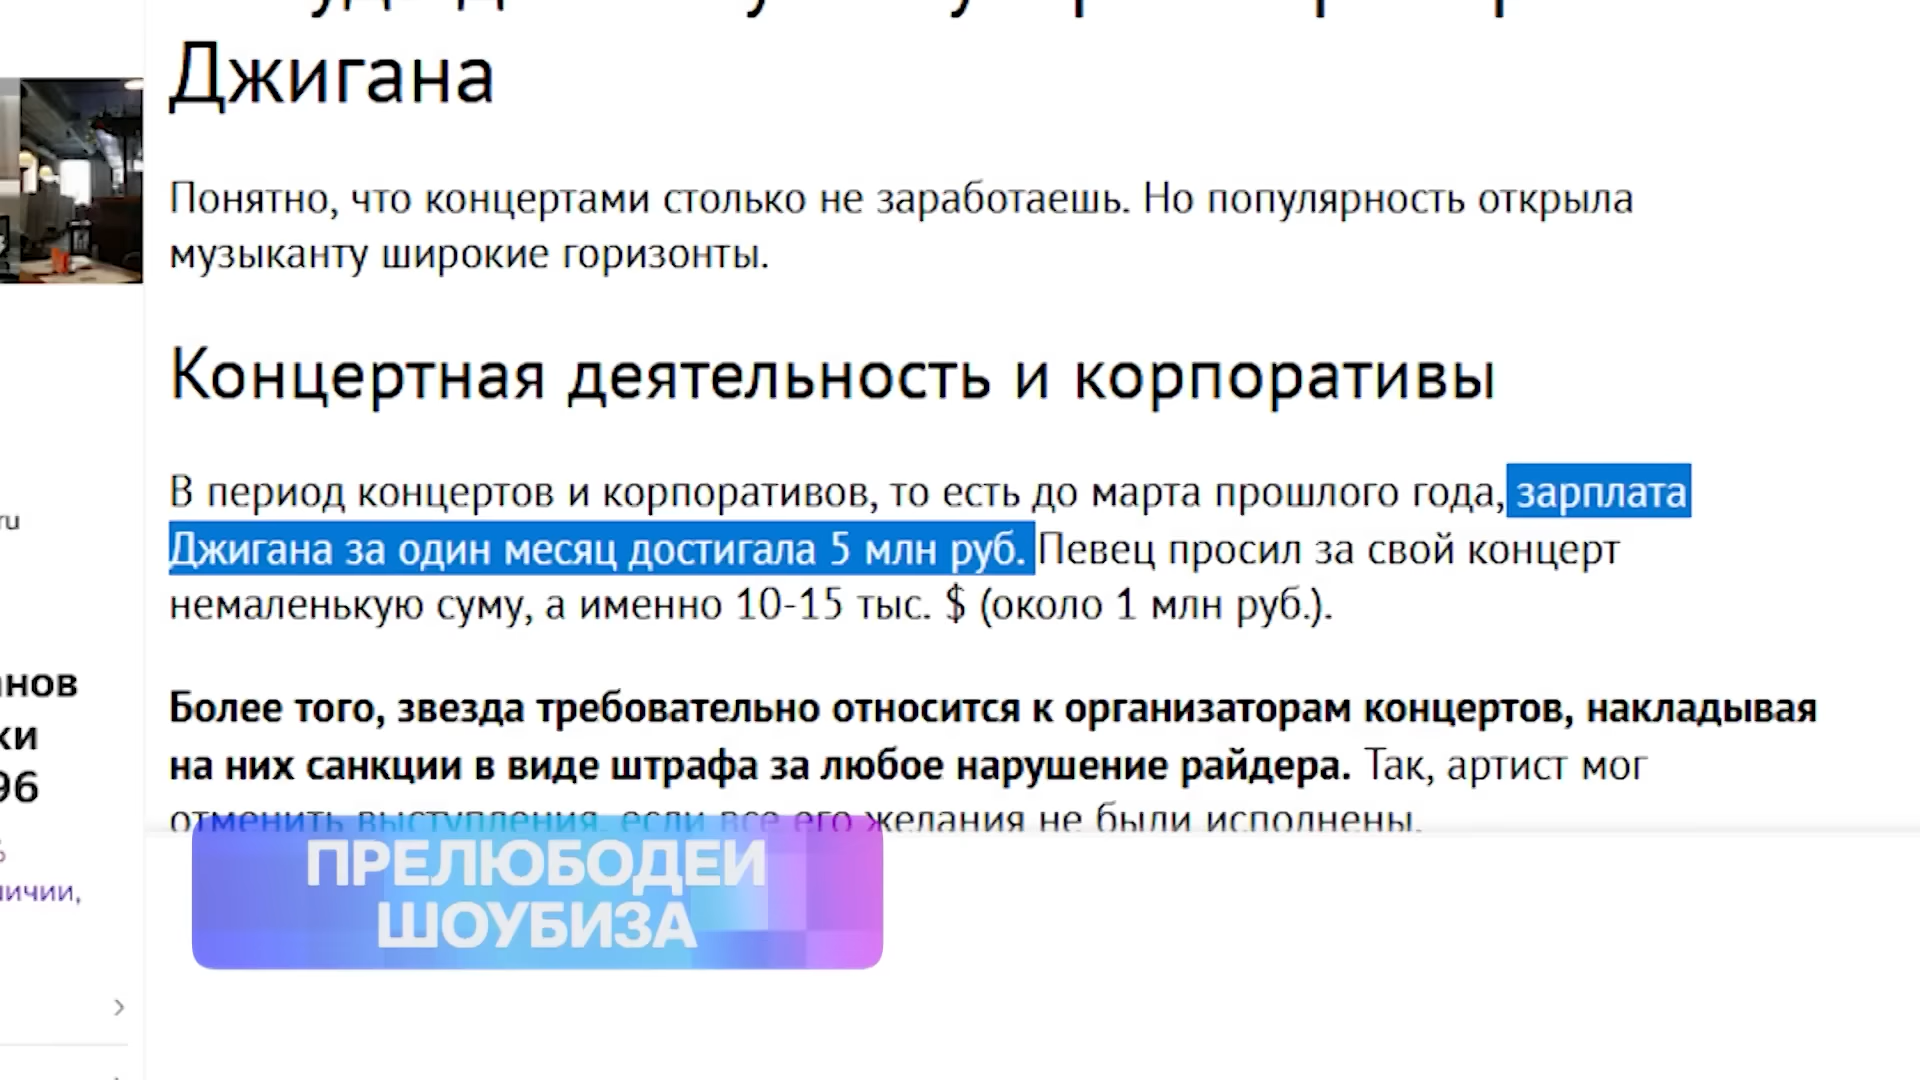 Джигана
Понятно, что концертами столько не заработаешь. Но популярность открыла
музыканту широкие горизонты.
Концертная деятельность и корпоративы
В период концертов и корпоративов, то есть до марта прошлого года, зарплата
Джигана за один месяц достигала 5 млн руб. Певец просил за свой концерт
немаленькую сумму, а именно 10-15 тыс. $ (около 1 млн руб.).
Более того, звезда требовательно относится к организаторам концертов, накладывая
на них санкции в виде штрафа за любое нарушение райдера. Так, артист мог
отменить выступления, если все его желания не были исполнены.
ru
нов
ки
96
личии,
ПРЕЛЮБОДЕИ
ШОУБИЗА